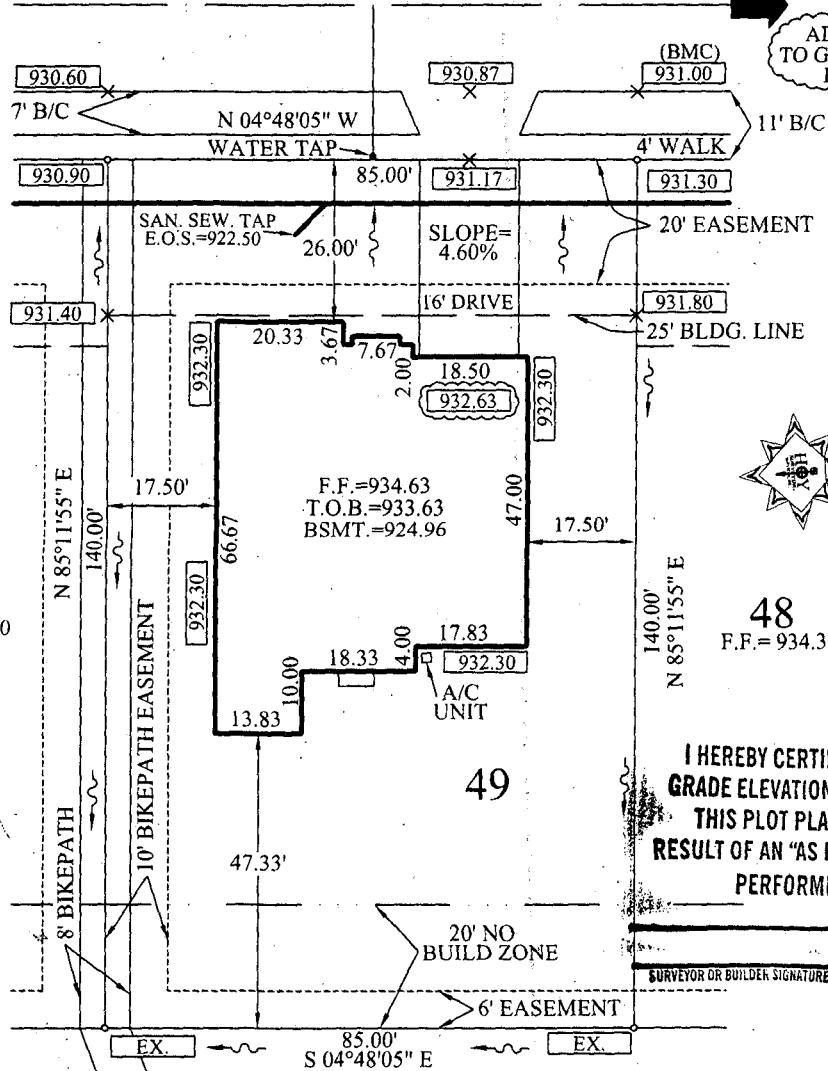 (BMC)
930.60
930.87
931.00
7' B/C
N 04°48'05" W
11' B/C
WATER TAP
4' WALK
930.90
85.00'
931.17
931.30
SAN. SEW. TAP
E.O.S.=922.50
26.00'
SLOPE=
4.60%
20' EASEMENT
931.40
16' DRIVE
931.80
25' BLDG. LINE
932.30
20.33
3.67
7.67
2.00
18.50
932.63
932.30
F.F.=934.63
T.O.B.=933.63
BSMT.=924.96
17.50'
66.67
47.00
17.50'
N 85°11'55" E
140.00'
932.30
140.00'
N 85°11'55" E
48
F.F.= 934.3
10.00
18.33
4.00
17.83
932.30
A/C
UNIT
13.83
10' BIKEPATH EASEMENT
49
47.33'
8' BIKEPATH
I HEREBY CERTI
GRADE ELEVATION
THIS PLOT PLA
RESULT OF AN "AS
PERFORM
20' NO
BUILD ZONE
SURVEYOR OR BUILDER SIGNATURE
6' EASEMENT
EX.
85.00'
S 04°48'05" E
EX.